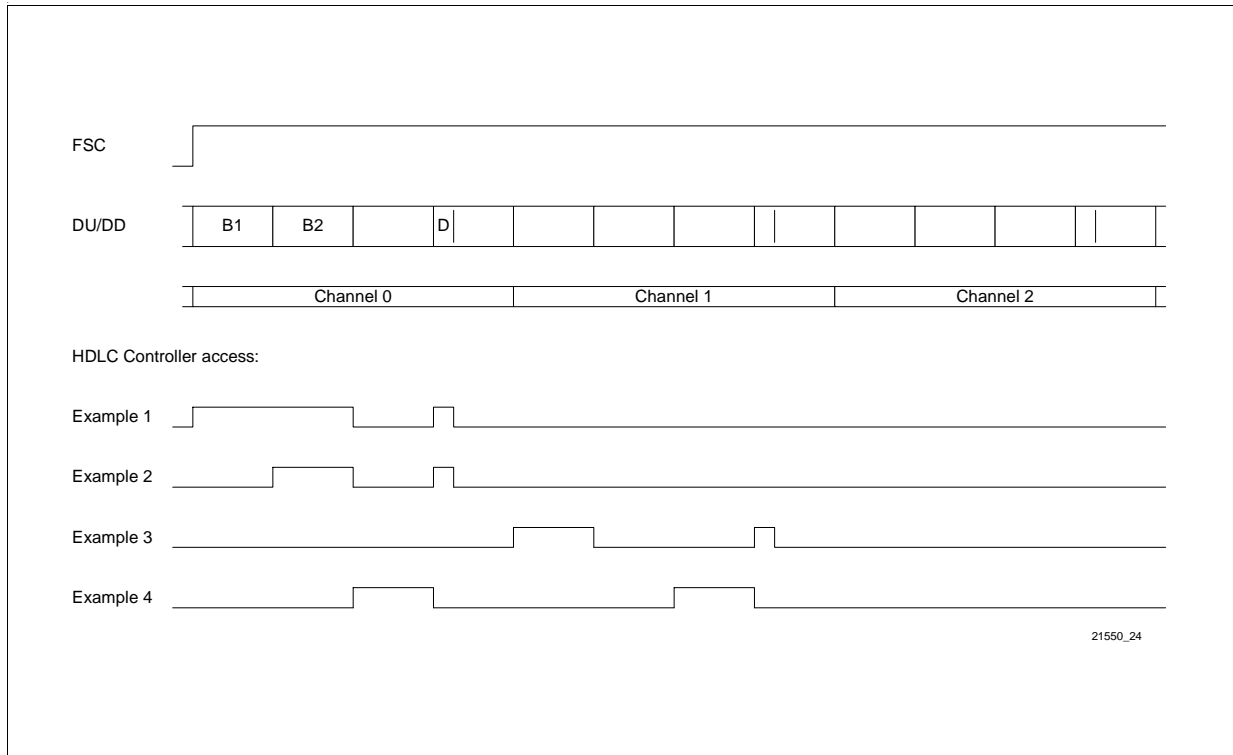 FSC
DU/DD B1 B2 D
Channel 0 Channel 1 Channel 2
HDLC Controller access:
Example 1
Example 2
Example 3
Example 4
21550_24